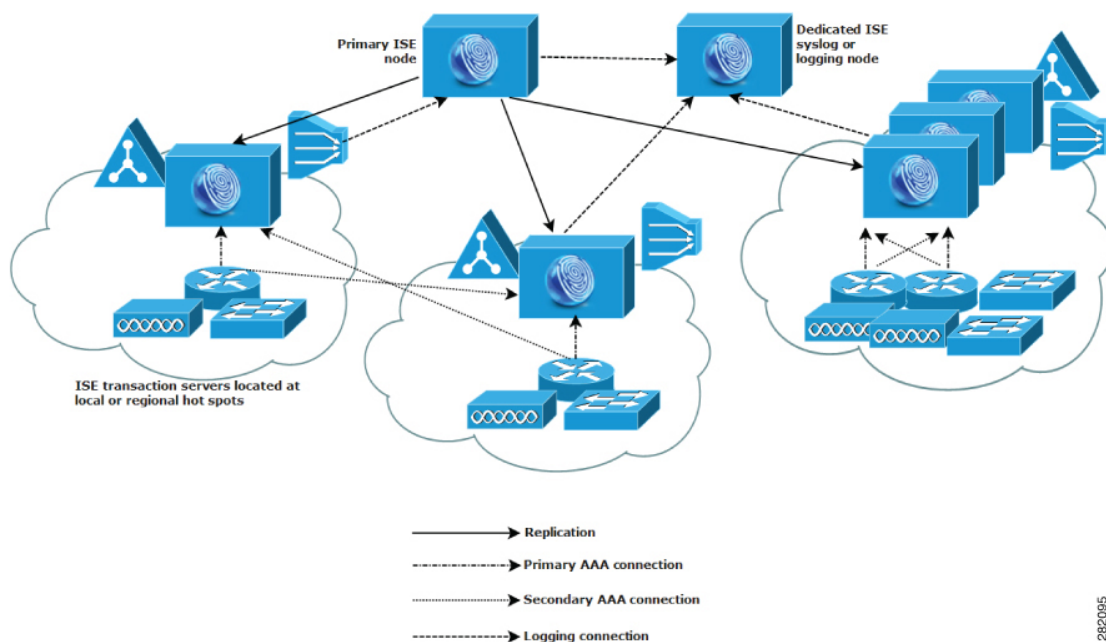 Primary ISE
node
Dedicated ISE
syslog or
logging node
ISE transaction servers located at
local or regional hot spots
Replication
Primary AAA connection
Secondary AAA connection
Logging connection
282095